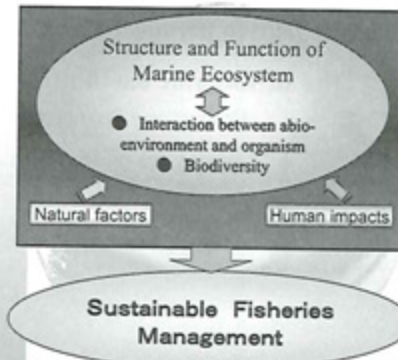 Structure and Function of
Marine Ecosystem
● Interaction between abio-
environment and organism
● Biodiversity
Natural factors
Human impacts
Sustainable Fisheries
Management